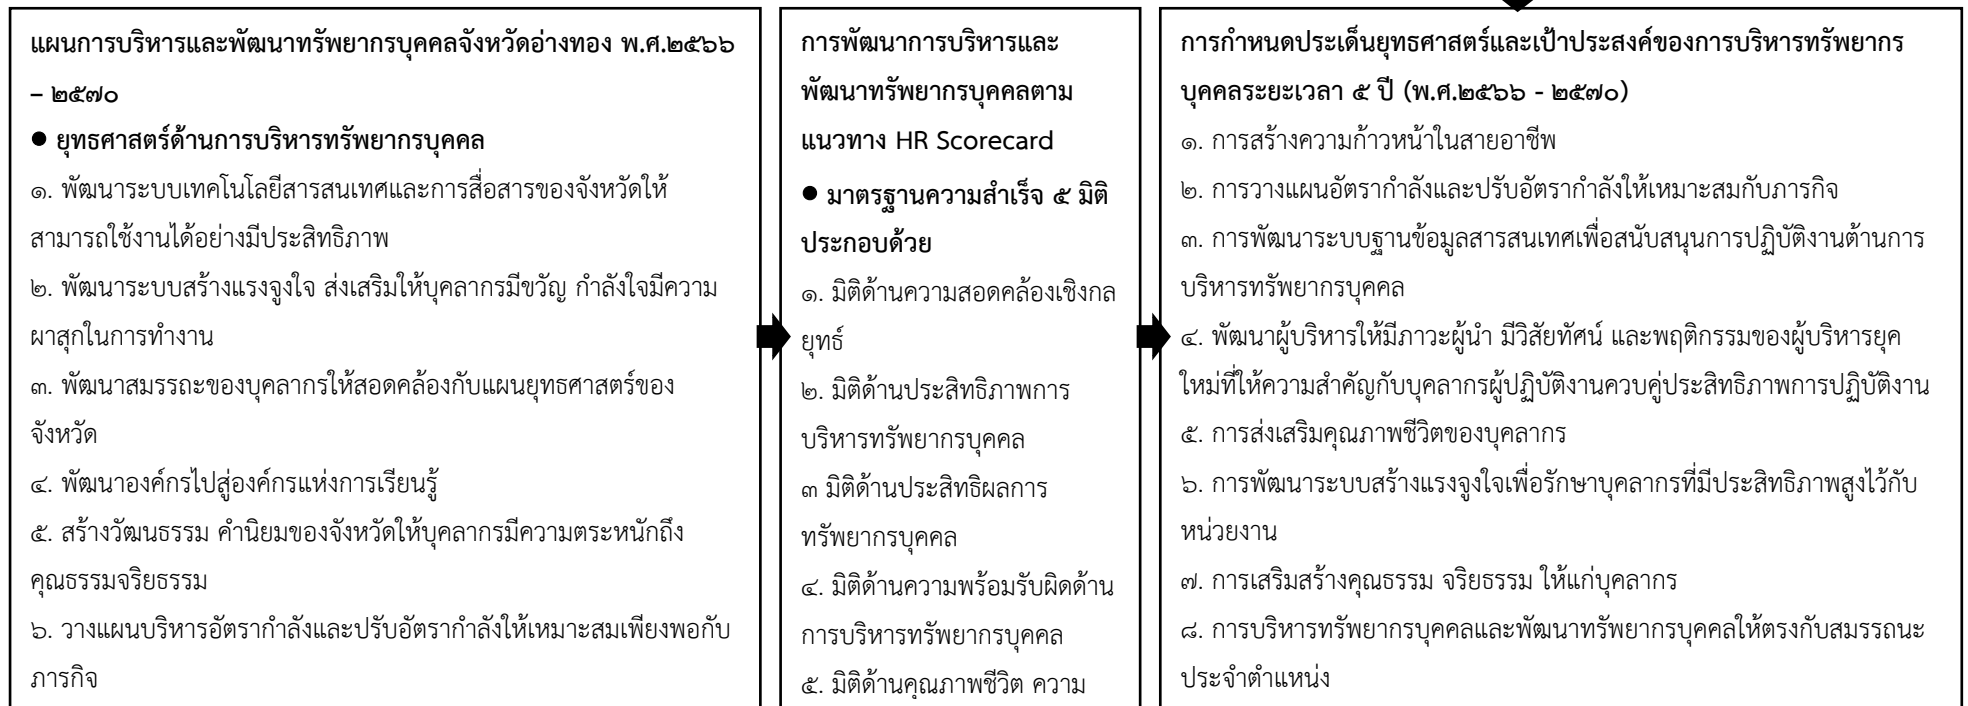 แผนการบริหารและพัฒนาทรัพยากรบุคคลจังหวัดอ่างทอง พ.ศ.๒๕๖๖
– ๒๕๗๐
● ยุทธศาสตร์ด้านการบริหารทรัพยากรบุคคล
๑. พัฒนาระบบเทคโนโลยีสารสนเทศและการสื่อสารของจังหวัดให้
สามารถใช้งานได้อย่างมีประสิทธิภาพ
๒. พัฒนาระบบสร้างแรงจูงใจ ส่งเสริมให้บุคลากรมีขวัญ กำลังใจมีความ
ผาสุกในการทำงาน
๓. พัฒนาสมรรถะของบุคลากรให้สอดคล้องกับแผนยุทธศาสตร์ของ
จังหวัด
๔. พัฒนาองค์กรไปสู่องค์กรแห่งการเรียนรู้
๕. สร้างวัฒนธรรม คำนิยมของจังหวัดให้บุคลากรมีความตระหนักถึง
คุณธรรมจริยธรรม
๖. วางแผนบริหารอัตรากำลังและปรับอัตรากำลังให้เหมาะสมเพียงพอกับ
ภารกิจ
การพัฒนาการบริหารและ
พัฒนาทรัพยากรบุคคลตาม
แนวทาง HR Scorecard
● มาตรฐานความสำเร็จ ๕ มิติ
ประกอบด้วย
๑. มิติด้านความสอดคล้องเชิงกล
ยุทธ์
๒. มิติด้านประสิทธิภาพการ
บริหารทรัพยากรบุคคล
๓ มิติด้านประสิทธิผลการ
ทรัพยากรบุคคล
๔. มิติด้านความพร้อมรับผิดด้าน
การบริหารทรัพยากรบุคคล
๕. มิติด้านคุณภาพชีวิต ความ
การกำหนดประเด็นยุทธศาสตร์และเป้าประสงค์ของการบริหารทรัพยากร
บุคคลระยะเวลา ๕ ปี (พ.ศ.๒๕๖๖ - ๒๕๗๐)
๑. การสร้างความก้าวหน้าในสายอาชีพ
๒. การวางแผนอัตรากำลังและปรับอัตรากำลังให้เหมาะสมกับภารกิจ
๓. การพัฒนาระบบฐานข้อมูลสารสนเทศเพื่อสนับสนุนการปฏิบัติงานต้านการ
บริหารทรัพยากรบุคคล
๔. พัฒนาผู้บริหารให้มีภาวะผู้นำ มีวิสัยทัศน์ และพฤติกรรมของผู้บริหารยุค
ใหม่ที่ให้ความสำคัญกับบุคลากรผู้ปฏิบัติงานควบคู่ประสิทธิภาพการปฏิบัติงาน
๕. การส่งเสริมคุณภาพชีวิตของบุคลากร
๖. การพัฒนาระบบสร้างแรงจูงใจเพื่อรักษาบุคลากรที่มีประสิทธิภาพสูงไว้กับ
หน่วยงาน
๗. การเสริมสร้างคุณธรรม จริยธรรม ให้แก่บุคลากร
๘. การบริหารทรัพยากรบุคคลและพัฒนาทรัพยากรบุคคลให้ตรงกับสมรรถนะ
ประจำตำแหน่ง